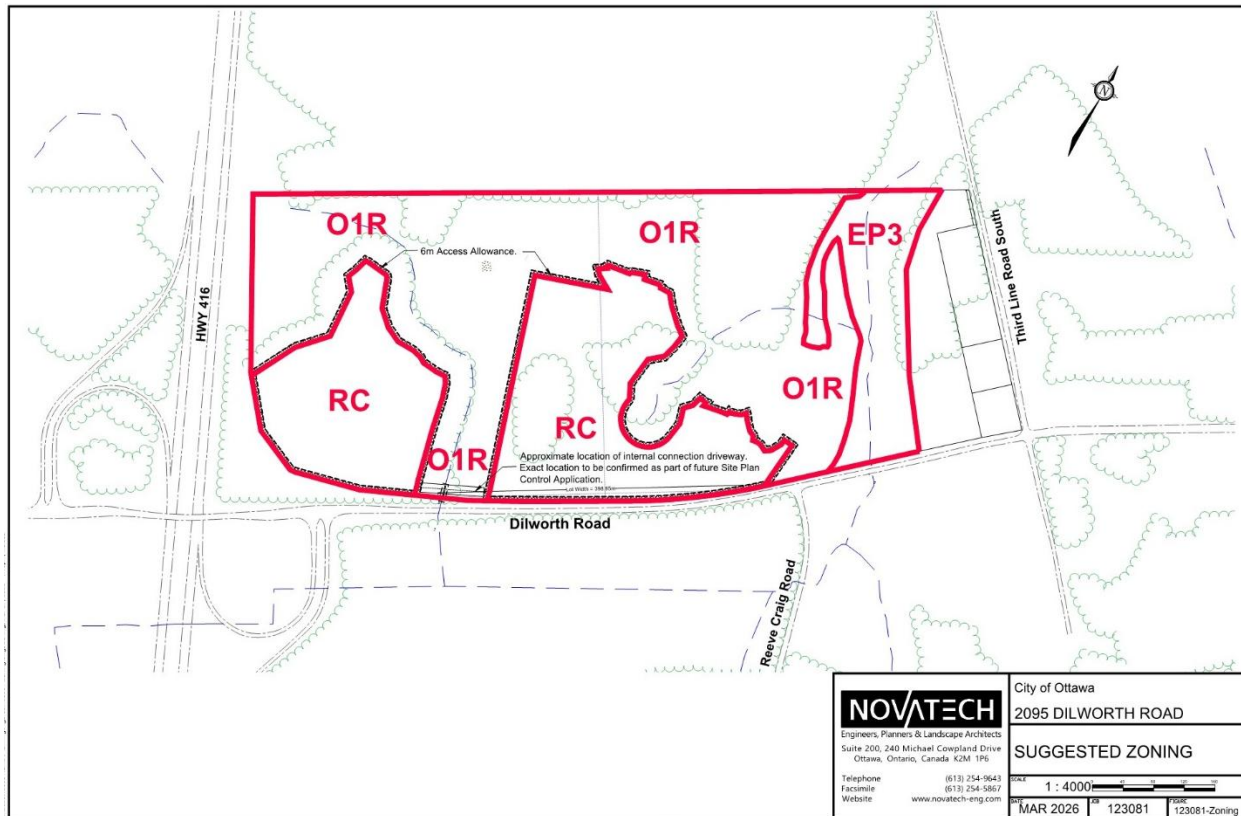 N
O1R
O1R
EP3
6m Access Allowance.
HWY 416
Third Line Road South
RC
RC
O1R
O1R
Approximate location of internal connection driveway.
Exact location to be confirmed as part of future Site Plan
Control Application.
Dilworth Road
Reeve Craig Road
NOVATECH
Engineers, Planners & Landscape Architects
Suite 200, 240 Michael Cowpland Drive
Ottawa, Ontario, Canada K2M 1P6
Telephone (613) 254-9643
Facsimile (613) 254-5867
Website www.novatech-eng.com
City of Ottawa
2095 DILWORTH ROAD
SUGGESTED ZONING
SCALE
1 : 4000
DATE
MAR 2026
JOB
123081
FIGURE
123081-Zoning